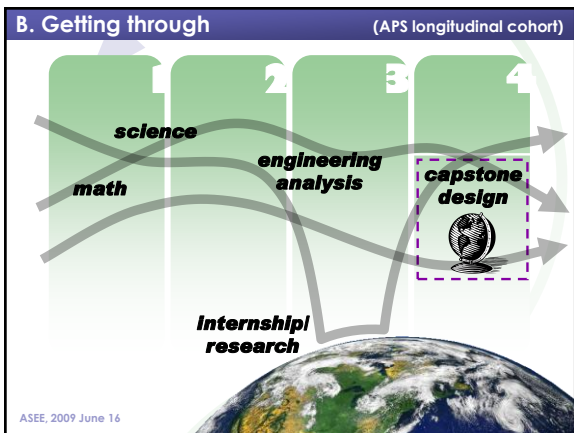 B. Getting through (APS longitudinal cohort)
1 2 3 4
science
math
engineering
analysis
capstone
design
internship/
research
ASEE, 2009 June 16